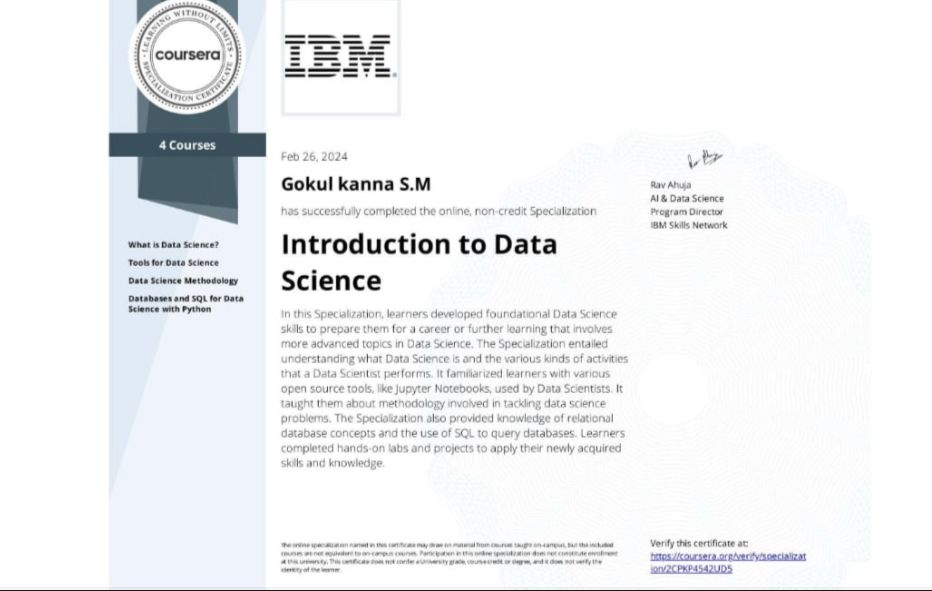 LEARNING WITHOUT LIMITS
coursera
SPECIALIZATION CERTIFICATE
IBM
4 Courses
What is Data Science?
Tools for Data Science
Data Science Methodology
Databases and SQL for Data
Science with Python
Feb 26, 2024
Gokul kanna S.M
has successfully completed the online, non-credit Specialization
Introduction to Data
Science
In this Specialization, learners developed foundational Data Science
skills to prepare them for a career or further learning that involves
more advanced topics in Data Science. The Specialization entailed
understanding what Data Science is and the various kinds of activities
that a Data Scientist performs. It familiarized learners with various
open source tools, like Jupyter Notebooks, used by Data Scientists. It
taught them about methodology involved in tackling data science
problems. The Specialization also provided knowledge of relational
database concepts and the use of SQL to query databases. Learners
completed hands-on labs and projects to apply their newly acquired
skills and knowledge.
Rav Ahuja
AI & Data Science
Program Director
IBM Skills Network
The online specialization named in this certificate may draw on material from courses taught on-campus, but the included
courses are not equivalent to on-campus courses. Participation in this online specialization does not constitute enrollment
at this university. This certificate does not confer a University grade, course credit or degree, and it does not verify the
identity of the learner.
Verify this certificate at:
https://coursera.org/verify/specializat
ion/2CPKP4542UD5